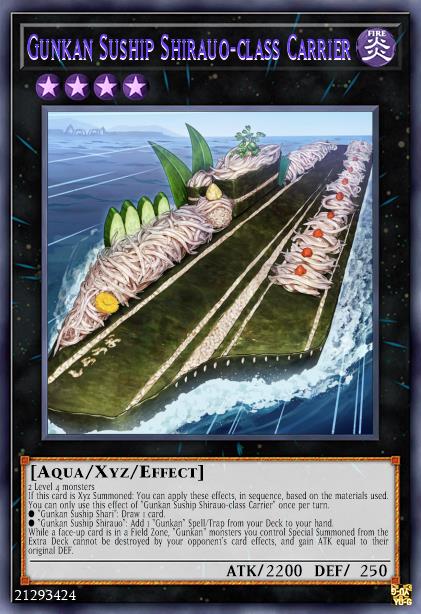 GUNKAN SUSHIP SHIRAUO-CLASS CARRIER
FIRE
炎
しらうお
[AQUA/XYZ/EFFECT]
2 Level 4 monsters
If this card is Xyz Summoned: You can apply these effects, in sequence, based on the materials used.
You can only use this effect of "Gunkan Suship Shirauo-class Carrier" once per turn.
● "Gunkan Suship Shari": Draw 1 card.
● "Gunkan Suship Shirauo": Add 1 "Gunkan" Spell/Trap from your Deck to your hand.
While a face-up card is in a Field Zone, "Gunkan" monsters you control Special Summoned from the
Extra Deck cannot be destroyed by your opponent's card effects, and gain ATK equal to their
original DEF.
ATK/2200 DEF/ 250
21293424